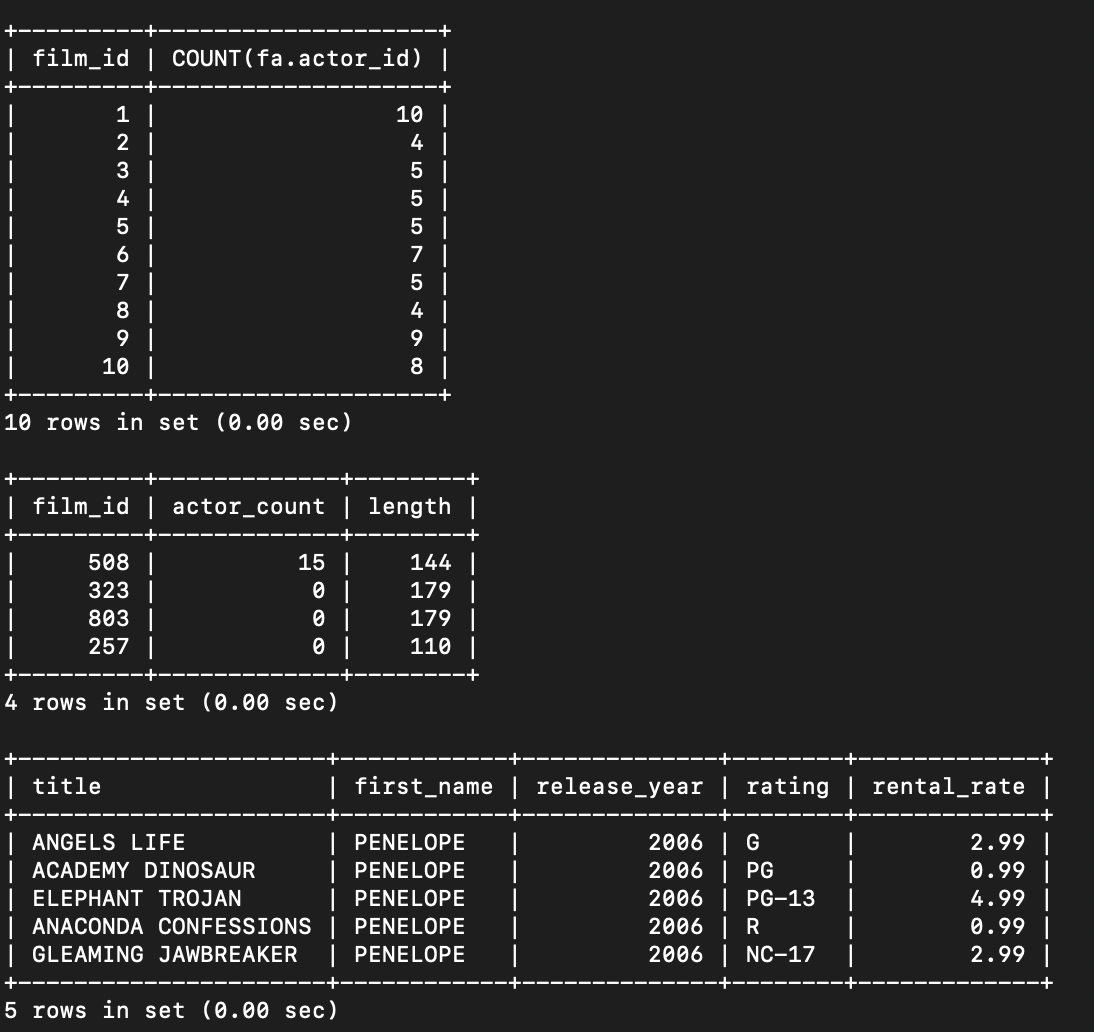 +---------+--------------------+
| film_id | COUNT(fa.actor_id) |
+---------+--------------------+
|       1 |                 10 |
|       2 |                  4 |
|       3 |                  5 |
|       4 |                  5 |
|       5 |                  5 |
|       6 |                  7 |
|       7 |                  5 |
|       8 |                  4 |
|       9 |                  9 |
|      10 |                  8 |
+---------+--------------------+
10 rows in set (0.00 sec)

+---------+-------------+--------+
| film_id | actor_count | length |
+---------+-------------+--------+
|     508 |          15 |    144 |
|     323 |           0 |    179 |
|     803 |           0 |    179 |
|     257 |           0 |    110 |
+---------+-------------+--------+
4 rows in set (0.00 sec)

+----------------------+------------+--------------+--------+-------------+
| title                | first_name | release_year | rating | rental_rate |
+----------------------+------------+--------------+--------+-------------+
| ANGELS LIFE          | PENELOPE   |         2006 | G      |        2.99 |
| ACADEMY DINOSAUR     | PENELOPE   |         2006 | PG     |        0.99 |
| ELEPHANT TROJAN      | PENELOPE   |         2006 | PG-13  |        4.99 |
| ANACONDA CONFESSIONS | PENELOPE   |         2006 | R      |        0.99 |
| GLEAMING JAWBREAKER  | PENELOPE   |         2006 | NC-17  |        2.99 |
+----------------------+------------+--------------+--------+-------------+
5 rows in set (0.00 sec)